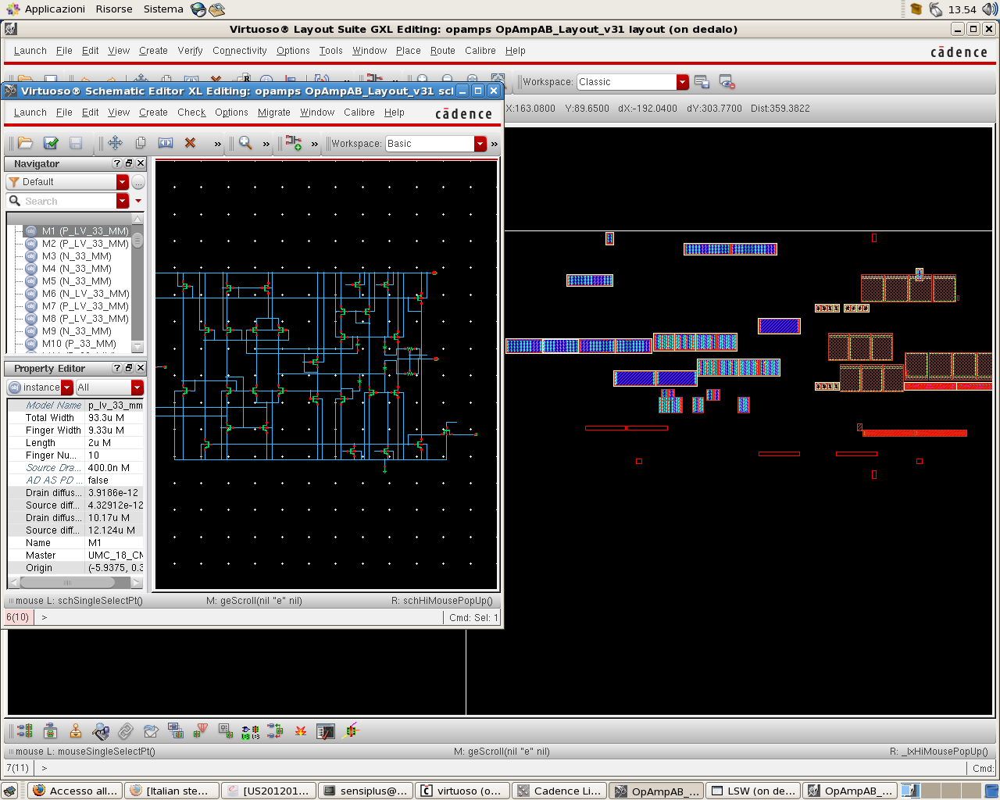 Applicazioni Risorse Sistema 13.54
Virtuoso® Layout Suite GXL Editing: opamps OpAmpAB_Layout_v31 layout (on dedalo)
Launch File Edit View Create Verify Connectivity Options Tools Window Place Route Calibre Help cādence
Workspace: Classic
X:163.0800 Y:89.6500 dX:-192.0400 dY:303.7700 Dist:359.3822
Virtuoso® Schematic Editor XL Editing: opamps OpAmpAB_Layout_v31 scl
Launch File Edit View Create Check Options Migrate Window Calibre Help cādence
» » » Workspace: Basic »
Navigator
Default
Search
M1 (P_LV_33_MM)
M2 (P_LV_33_MM)
M3 (N_33_MM)
M4 (N_33_MM)
M5 (N_33_MM)
M6 (N_LV_33_MM)
M7 (P_LV_33_MM)
M8 (P_LV_33_MM)
M9 (N_33_MM)
M10 (P_33_MM)
Property Editor
instance All
Model Name p_lv_33_mm
Total Width 93.3u M
Finger Width 9.33u M
Length 2u M
Finger Nu... 10
Source Dra... 400.0n M
AD AS PD ... false
Drain diffus... 3.9186e-12
Source diff... 4.32912e-12
Drain diffus... 10.17u M
Source diff... 12.124u M
Name M1
Master UMC_18_CM
Origin (-5.9375, 0.3
mouse L: schSingleSelectPt() M: geScroll(nil "e" nil) R: schHiMousePopUp()
6(10) > Cmd: Sel: 1
mouse L: mouseSingleSelectPt() M: geScroll(nil "e" nil) R: _lxHiMousePopUp()
7(11) > Cmd:
Accesso all... [Italian ste... [US201201... sensiplus@... virtuoso (o... Cadence Li... OpAmpAB_... LSW (on de... OpAmpAB_...